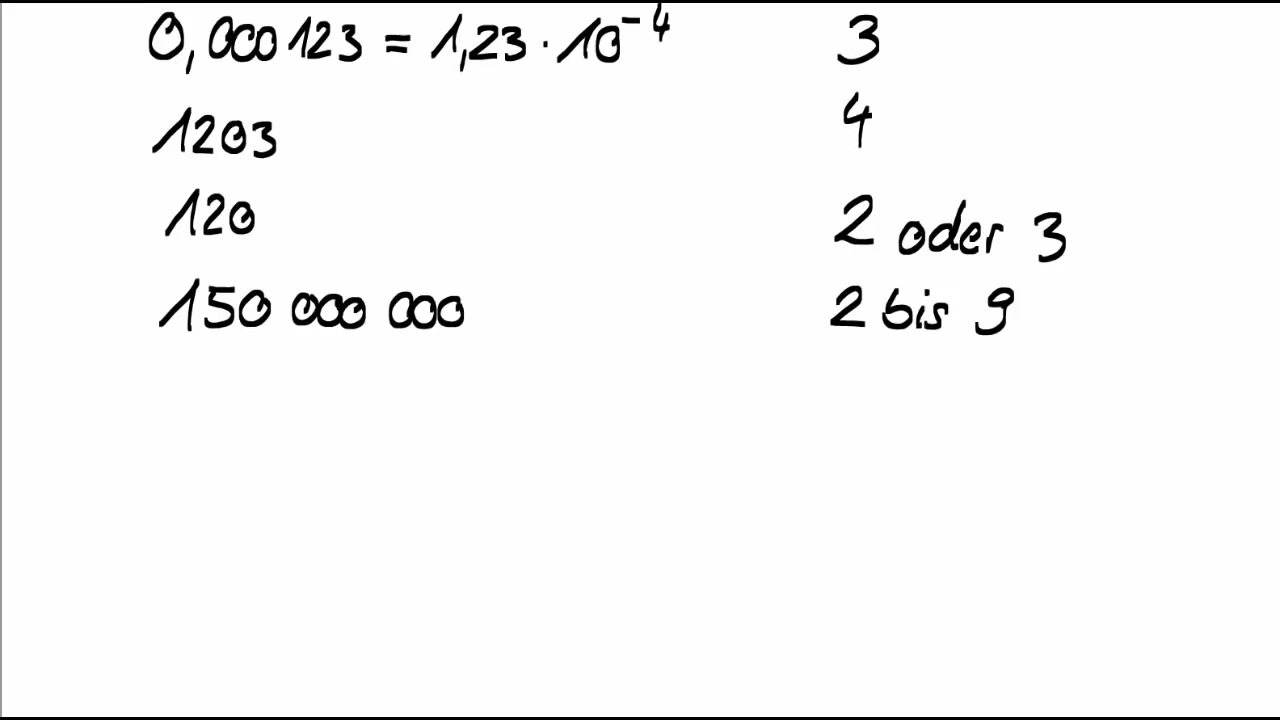 0,000123 = 1,23 · 10⁻⁴ 3
1203 4
120 2 oder 3
150 000 000 2 bis 9